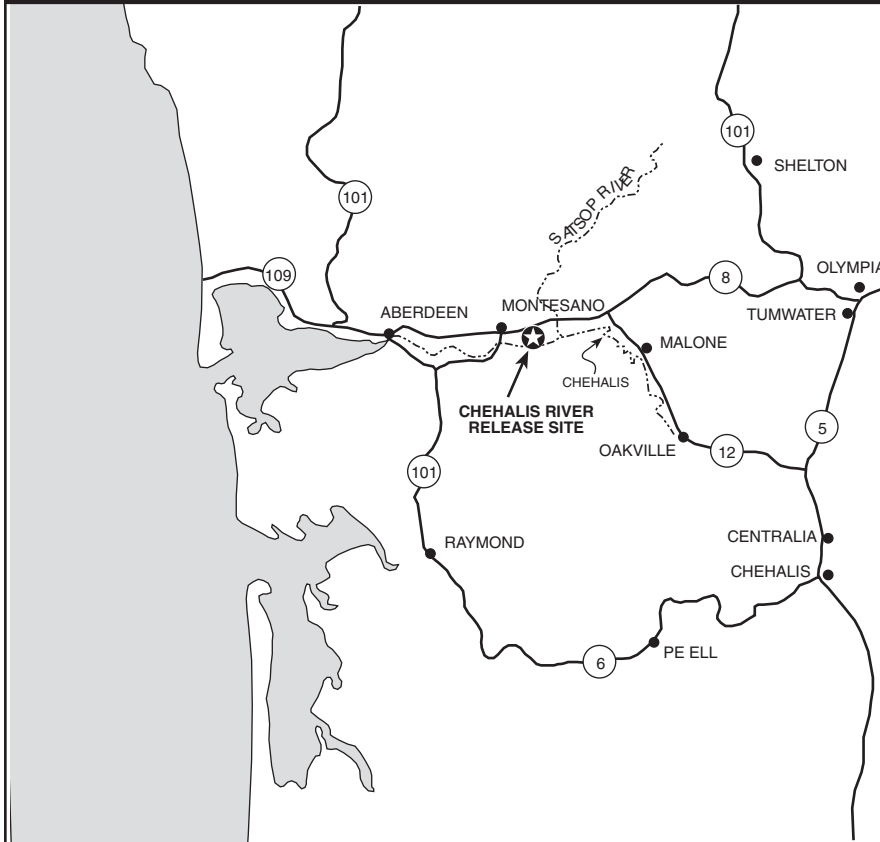 101
SHELTON
SATSOP RIVER
101
109
8
OLYMPIA
ABERDEEN
MONTESANO
TUMWATER
MALONE
CHEHALIS
CHEHALIS RIVER
RELEASE SITE
5
OAKVILLE
12
101
CENTRALIA
RAYMOND
CHEHALIS
PE ELL
6